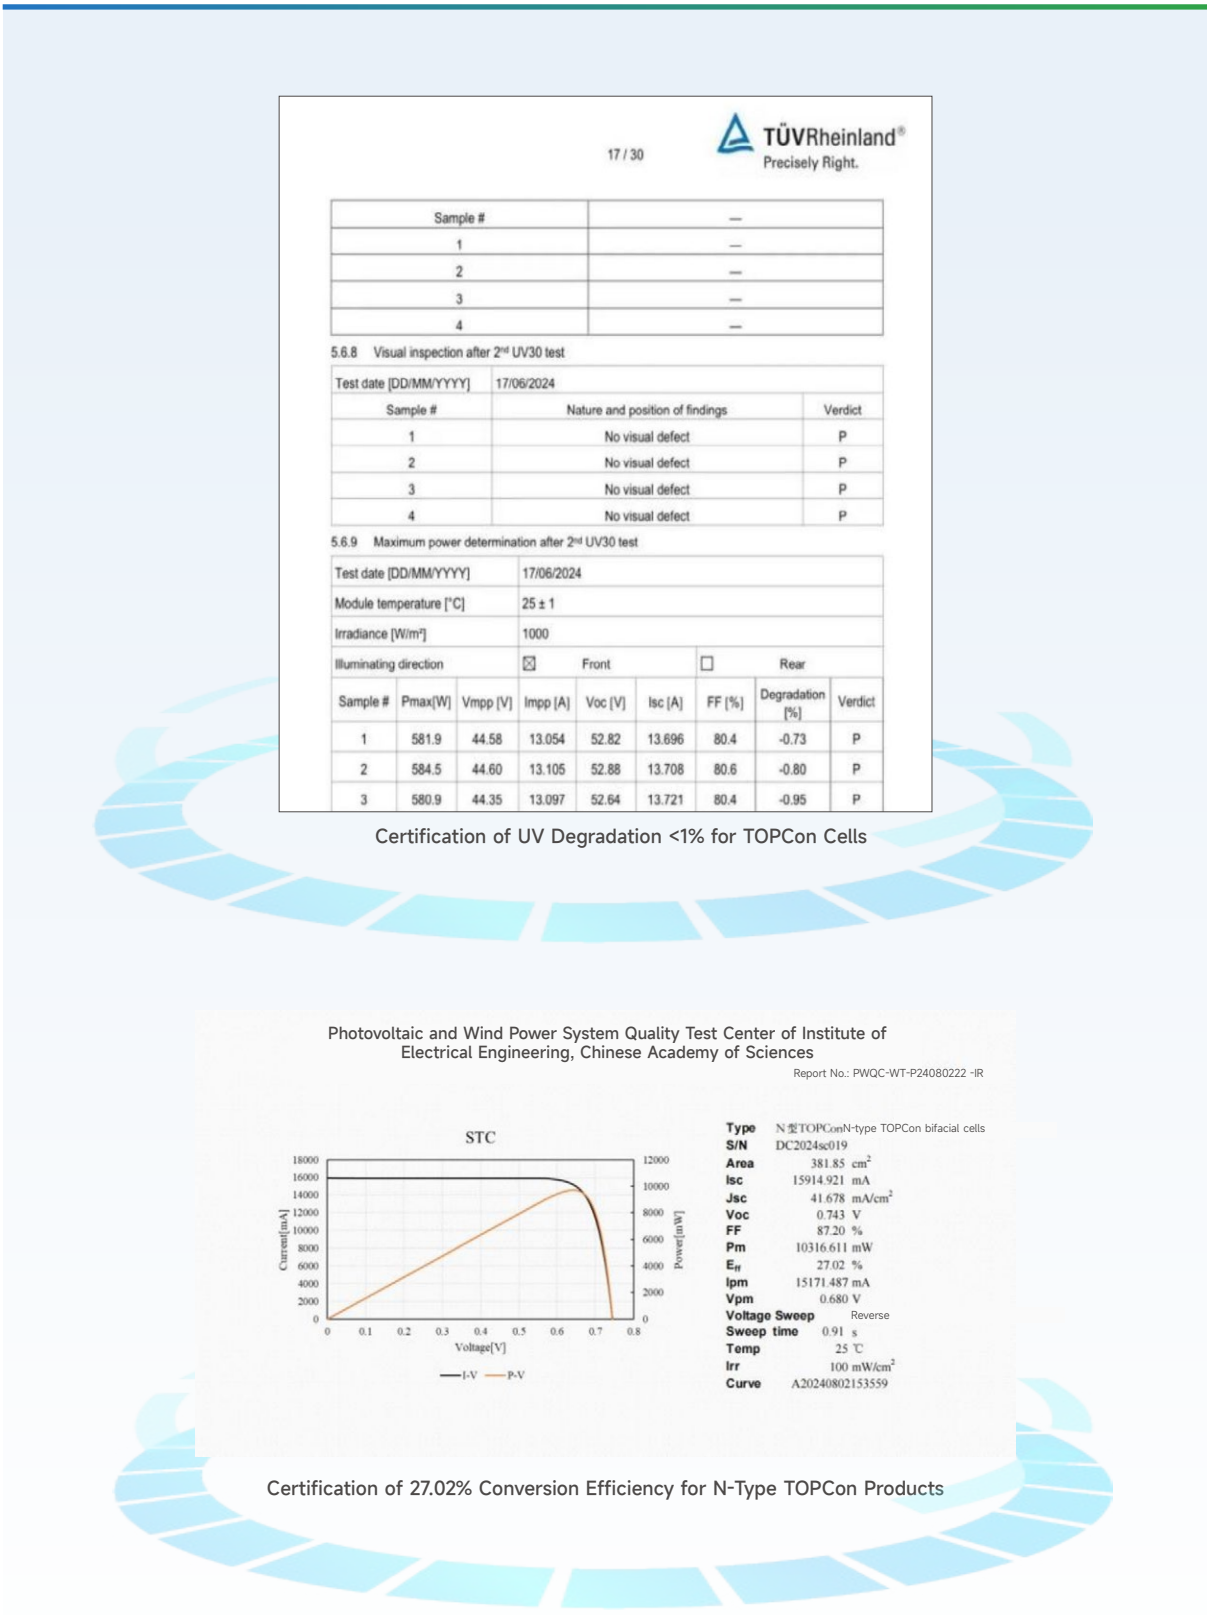 TÜVRheinland®
Precisely Right.
17 / 30
Sample # —
1 —
2 —
3 —
4 —
5.6.8 Visual inspection after 2nd UV30 test
Test date [DD/MM/YYYY] 17/06/2024
Sample # Nature and position of findings Verdict
1 No visual defect P
2 No visual defect P
3 No visual defect P
4 No visual defect P
5.6.9 Maximum power determination after 2nd UV30 test
Test date [DD/MM/YYYY] 17/06/2024
Module temperature [°C] 25 ± 1
Irradiance [W/m²] 1000
Illuminating direction ☒ Front ☐ Rear
Sample # Pmax[W] Vmpp [V] Impp [A] Voc [V] Isc [A] FF [%] Degradation [%] Verdict
1 581.9 44.58 13.054 52.82 13.696 80.4 -0.73 P
2 584.5 44.60 13.105 52.88 13.708 80.6 -0.80 P
3 580.9 44.35 13.097 52.64 13.721 80.4 -0.95 P
Certification of UV Degradation <1% for TOPCon Cells
Photovoltaic and Wind Power System Quality Test Center of Institute of
Electrical Engineering, Chinese Academy of Sciences
Report No.: PWQC-WT-P24080222 -IR
STC
18000
16000
14000
12000
10000
8000
6000
4000
2000
0
Current[mA]
12000
10000
8000
6000
4000
2000
0
Power[mW]
0 0.1 0.2 0.3 0.4 0.5 0.6 0.7 0.8
Voltage[V]
I-V P-V
Type N型TOPConN-type TOPCon bifacial cells
S/N DC2024sc019
Area 381.85 cm²
Isc 15914.921 mA
Jsc 41.678 mA/cm²
Voc 0.743 V
FF 87.20 %
Pm 10316.611 mW
Eff 27.02 %
Ipm 15171.487 mA
Vpm 0.680 V
Voltage Sweep Reverse
Sweep time 0.91 s
Temp 25 ℃
Irr 100 mW/cm²
Curve A20240802153559
Certification of 27.02% Conversion Efficiency for N-Type TOPCon Products